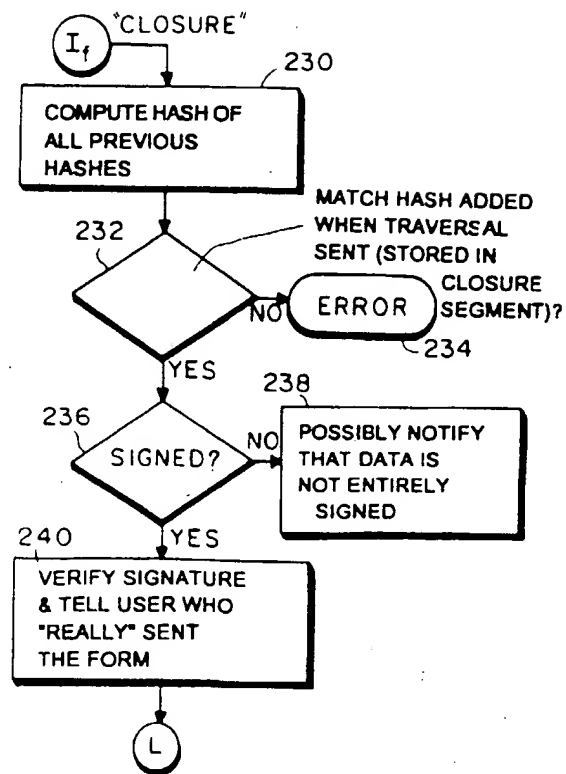 "CLOSURE"
If
230
COMPUTE HASH OF
ALL PREVIOUS
HASHES
232
MATCH HASH ADDED
WHEN TRAVERSAL
SENT (STORED IN
CLOSURE
SEGMENT)?
NO
ERROR
234
YES
236
SIGNED?
NO
238
POSSIBLY NOTIFY
THAT DATA IS
NOT ENTIRELY
SIGNED
YES
240
VERIFY SIGNATURE
& TELL USER WHO
"REALLY" SENT
THE FORM
L